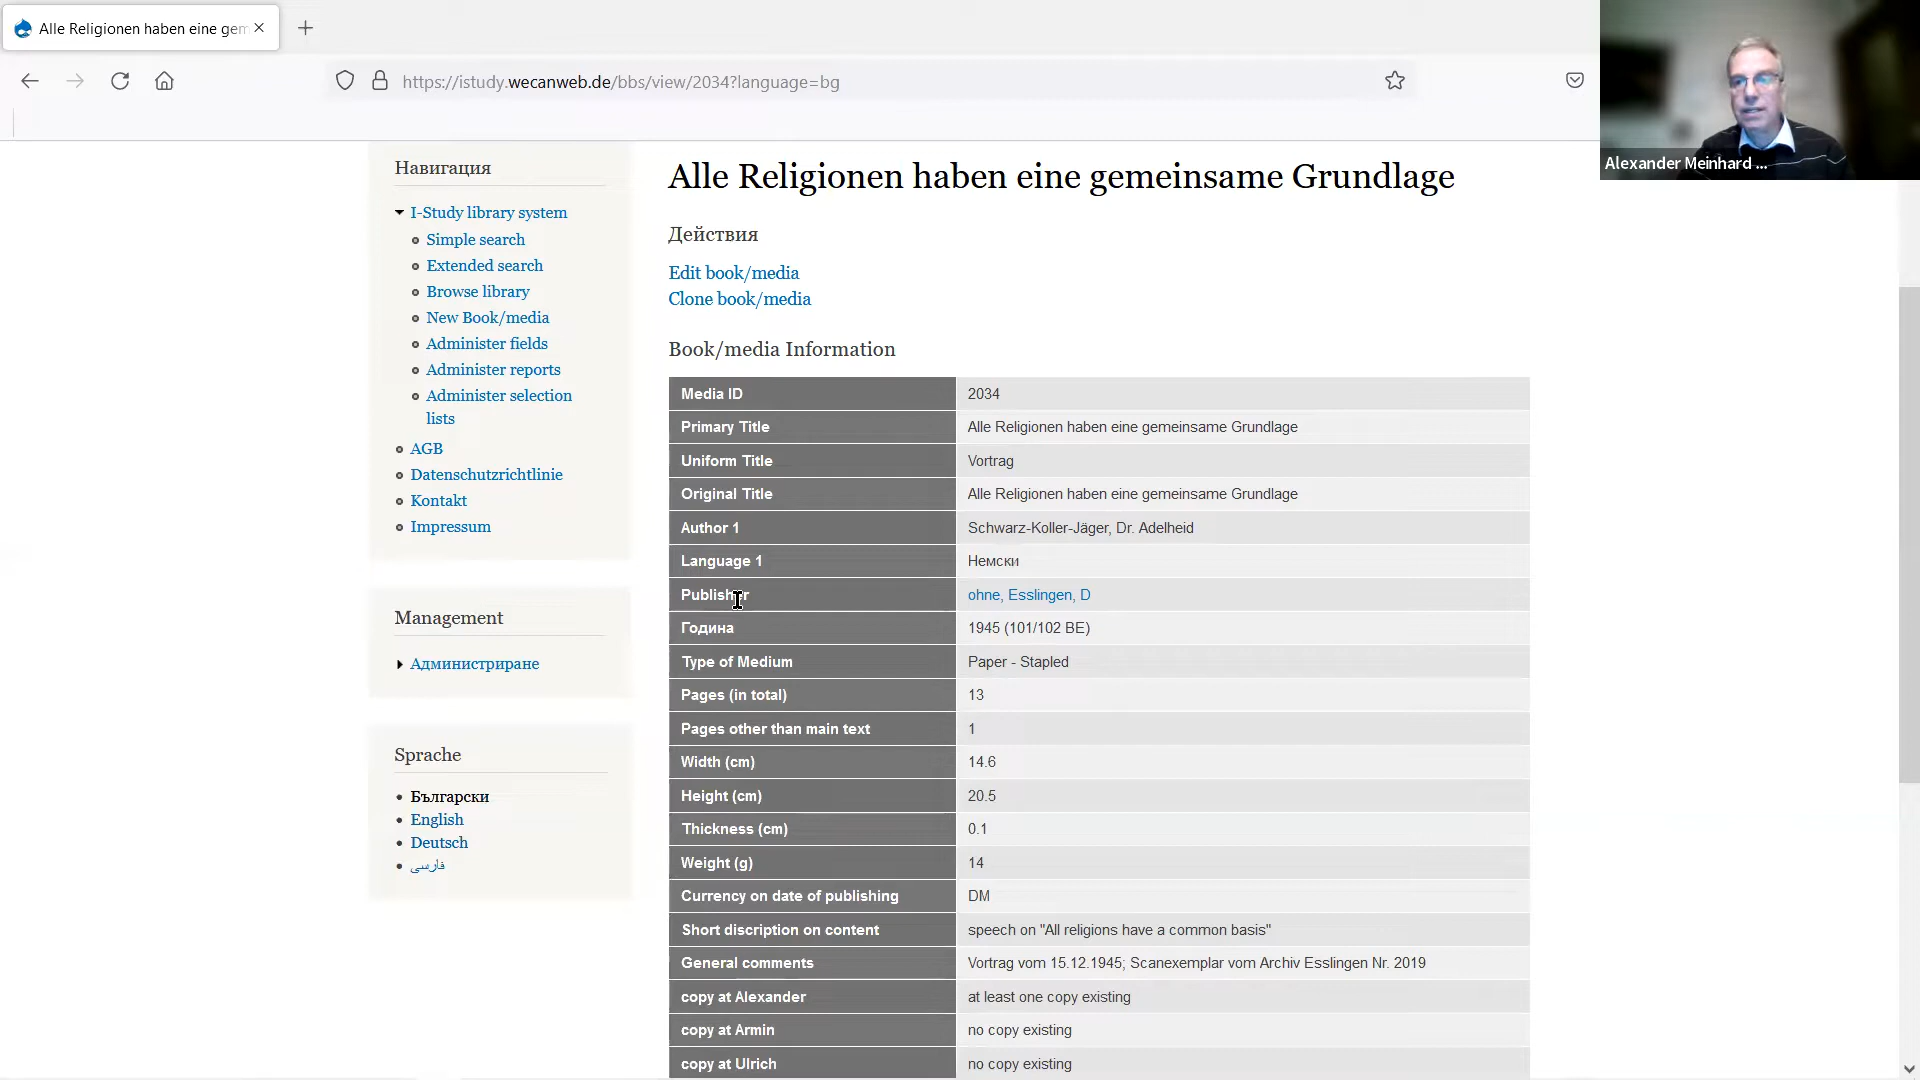 Alle Religionen haben eine gem
https://istudy.wecanweb.de/bbs/view/2034?language=bg
Alexander Meinhard ...
Навигация
I-Study library system
Simple search
Extended search
Browse library
New Book/media
Administer fields
Administer reports
Administer selection
lists
AGB
Datenschutzrichtlinie
Kontakt
Impressum
Management
Администриране
Sprache
Български
English
Deutsch
فارسی
Alle Religionen haben eine gemeinsame Grundlage
Действия
Edit book/media
Clone book/media
Book/media Information
Media ID 2034
Primary Title Alle Religionen haben eine gemeinsame Grundlage
Uniform Title Vortrag
Original Title Alle Religionen haben eine gemeinsame Grundlage
Author 1 Schwarz-Koller-Jäger, Dr. Adelheid
Language 1 Немски
Publisher ohne, Esslingen, D
Година 1945 (101/102 BE)
Type of Medium Paper - Stapled
Pages (in total) 13
Pages other than main text 1
Width (cm) 14.6
Height (cm) 20.5
Thickness (cm) 0.1
Weight (g) 14
Currency on date of publishing DM
Short discription on content speech on "All religions have a common basis"
General comments Vortrag vom 15.12.1945; Scanexemplar vom Archiv Esslingen Nr. 2019
copy at Alexander at least one copy existing
copy at Armin no copy existing
copy at Ulrich no copy existing